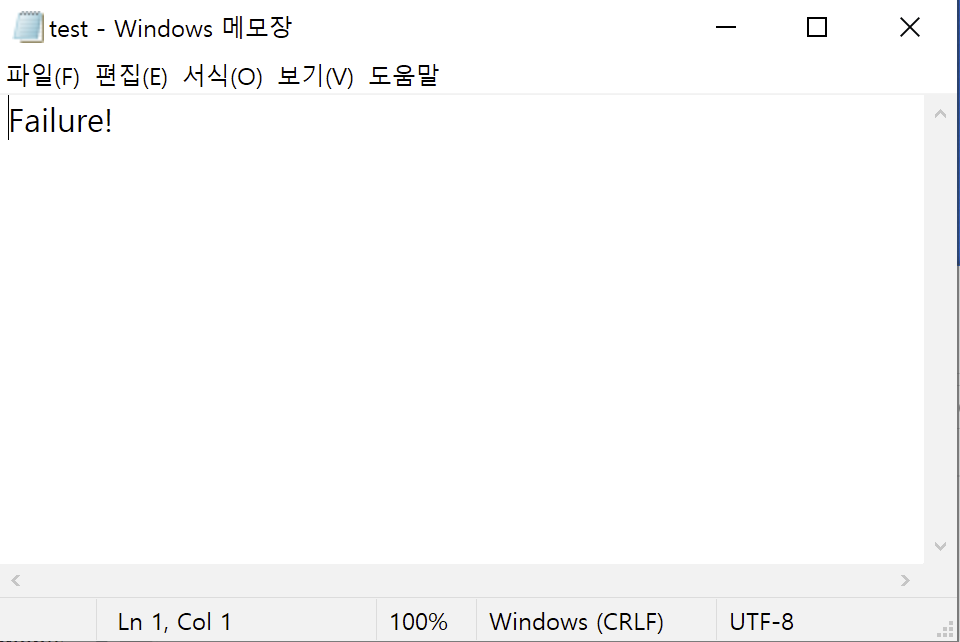 test - Windows 메모장
파일(F) 편집(E) 서식(O) 보기(V) 도움말
Failure!
Ln 1, Col 1 100% Windows (CRLF) UTF-8